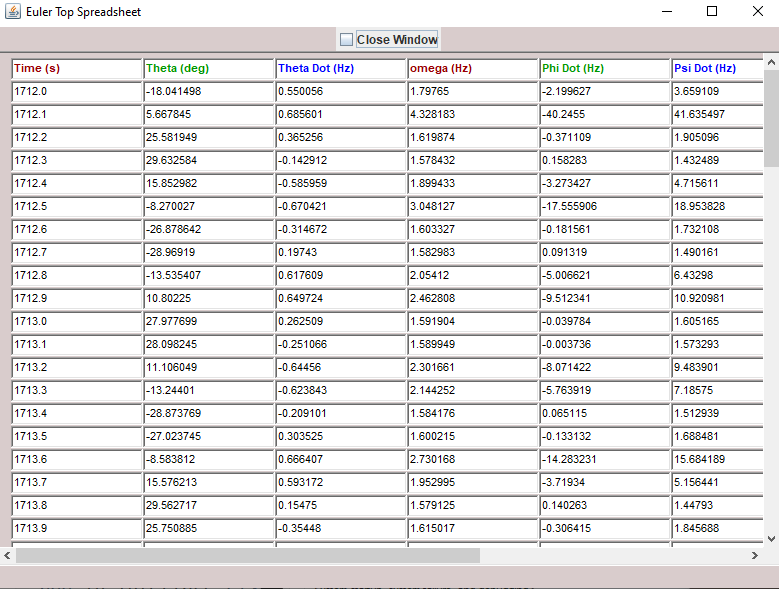 Euler Top Spreadsheet
Close Window
Time (s) Theta (deg) Theta Dot (Hz) omega (Hz) Phi Dot (Hz) Psi Dot (Hz)
1712.0 -18.041498 0.550056 1.79765 -2.199627 3.659109
1712.1 5.667845 0.685601 4.328183 -40.2455 41.635497
1712.2 25.581949 0.365256 1.619874 -0.371109 1.905096
1712.3 29.632584 -0.142912 1.578432 0.158283 1.432489
1712.4 15.852982 -0.585959 1.899433 -3.273427 4.715611
1712.5 -8.270027 -0.670421 3.048127 -17.555906 18.953828
1712.6 -26.878642 -0.314672 1.603327 -0.181561 1.732108
1712.7 -28.96919 0.19743 1.582983 0.091319 1.490161
1712.8 -13.535407 0.617609 2.05412 -5.006621 6.43298
1712.9 10.80225 0.649724 2.462808 -9.512341 10.920981
1713.0 27.977699 0.262509 1.591904 -0.039784 1.605165
1713.1 28.098245 -0.251066 1.589949 -0.003736 1.573293
1713.2 11.106049 -0.64456 2.301661 -8.071422 9.483901
1713.3 -13.24401 -0.623843 2.144252 -5.763919 7.18575
1713.4 -28.873769 -0.209101 1.584176 0.065115 1.512939
1713.5 -27.023745 0.303525 1.600215 -0.133132 1.688481
1713.6 -8.583812 0.666407 2.730168 -14.283231 15.684189
1713.7 15.576213 0.593172 1.952995 -3.71934 5.156441
1713.8 29.562717 0.15475 1.579125 0.140263 1.44793
1713.9 25.750885 -0.35448 1.615017 -0.306415 1.845688